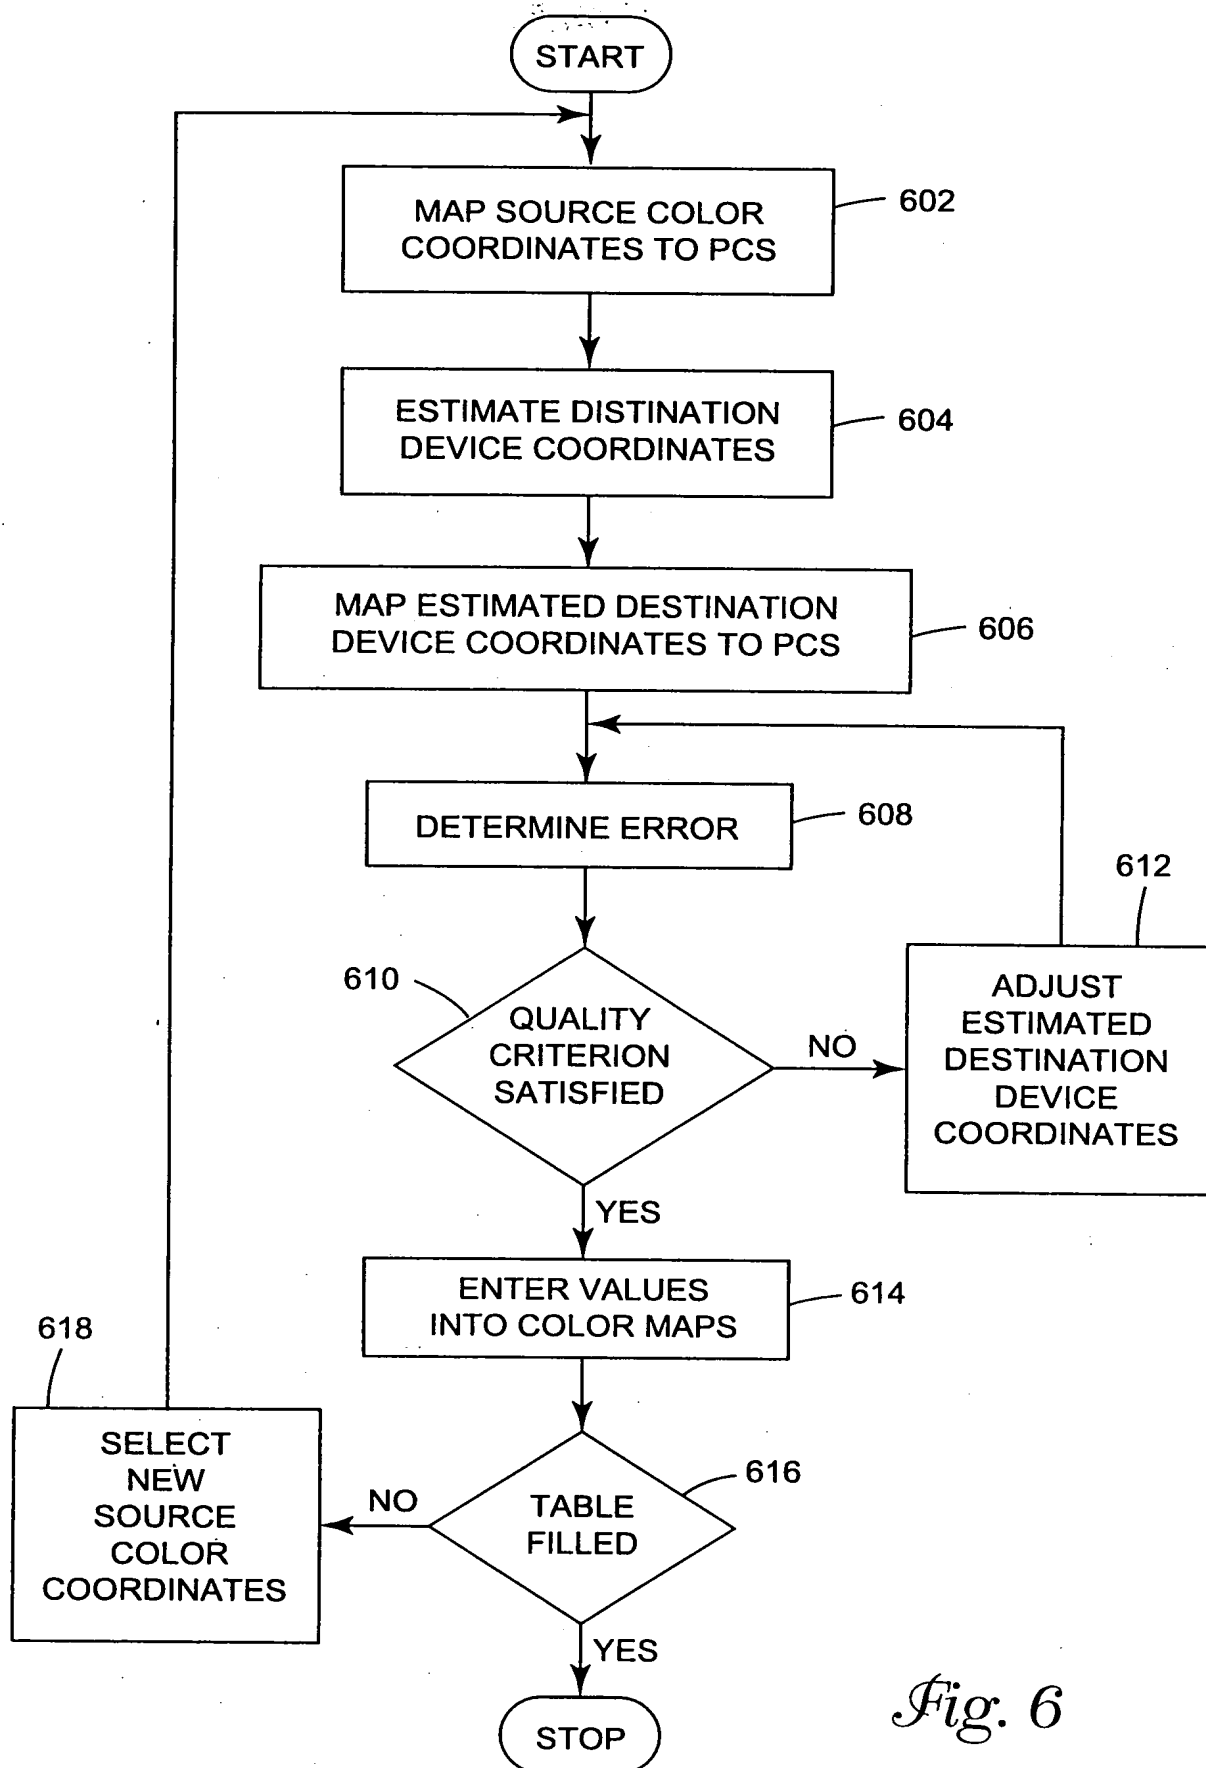 START
MAP SOURCE COLOR
COORDINATES TO PCS
602
ESTIMATE DISTINATION
DEVICE COORDINATES
604
MAP ESTIMATED DESTINATION
DEVICE COORDINATES TO PCS
606
DETERMINE ERROR
608
612
610
QUALITY
CRITERION
SATISFIED
NO
ADJUST
ESTIMATED
DESTINATION
DEVICE
COORDINATES
YES
ENTER VALUES
INTO COLOR MAPS
614
618
SELECT
NEW
SOURCE
COLOR
COORDINATES
NO
TABLE
FILLED
616
YES
STOP
Fig. 6